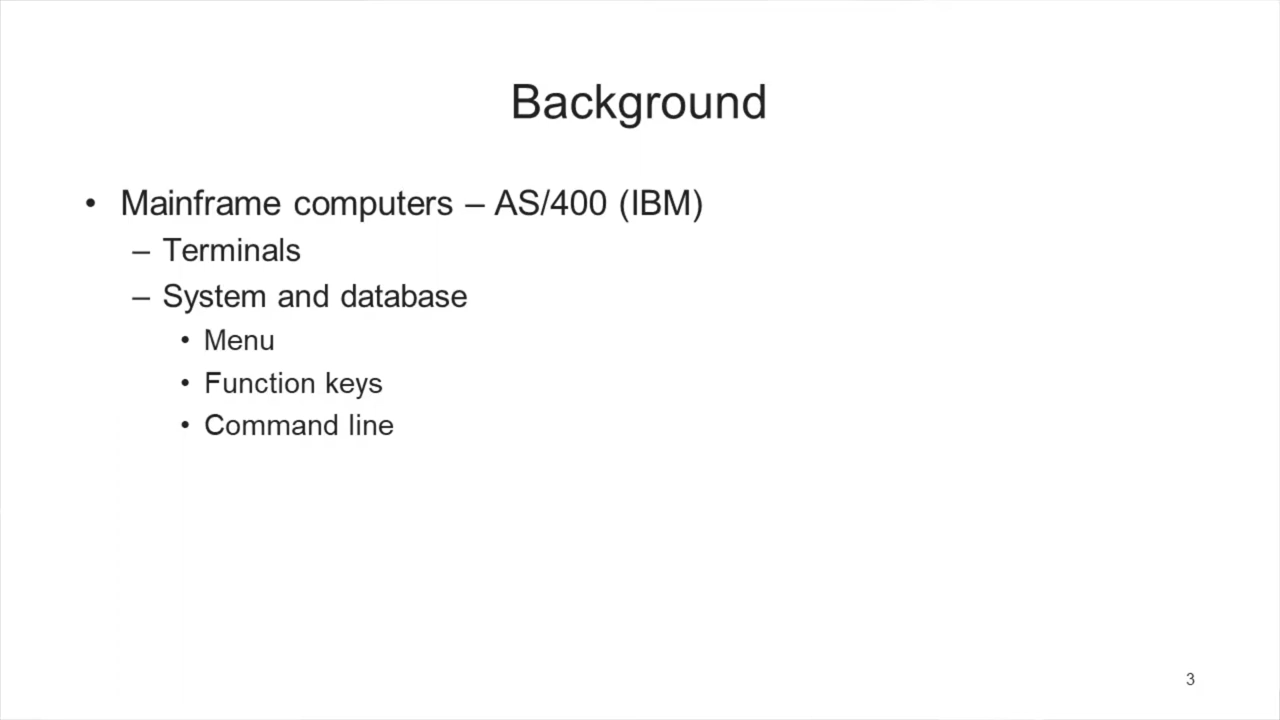 Background
• Mainframe computers – AS/400 (IBM)
– Terminals
– System and database
• Menu
• Function keys
• Command line
3